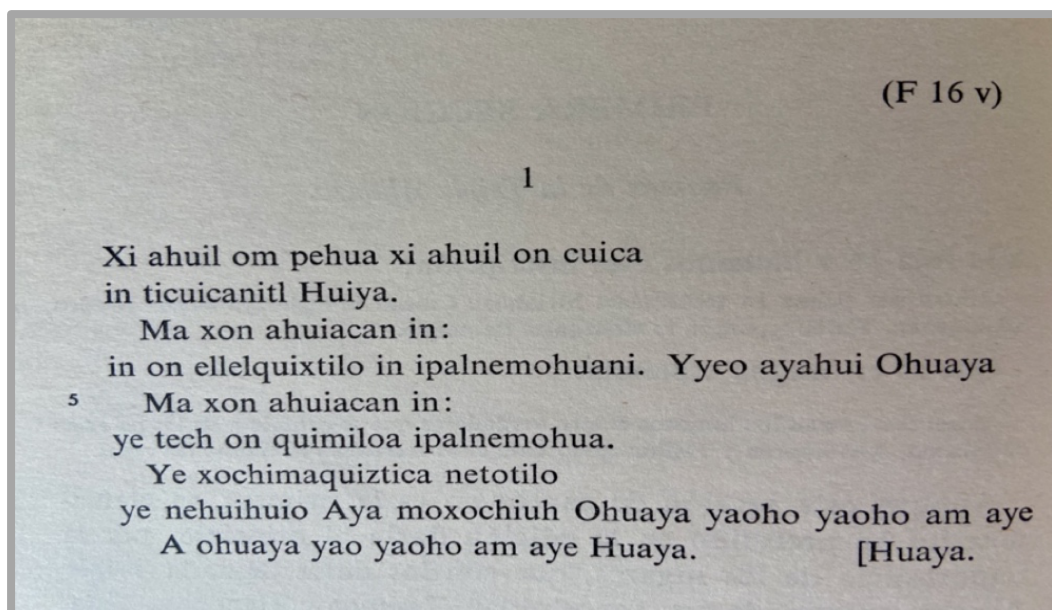 (F 16 v)
1
Xi ahuil om pehua xi ahuil on cuica
in ticuicanitl Huiya.
Ma xon ahuiacan in:
in on ellelquixtilo in ipalnemohuani. Yyeo ayahui Ohuaya
5 Ma xon ahuiacan in:
ye tech on quimiloa ipalnemohua.
Ye xochimaquiztica netotilo
ye nehuihuio Aya moxochiuh Ohuaya yaoho yaoho am aye
A ohuaya yao yaoho am aye Huaya. [Huaya.